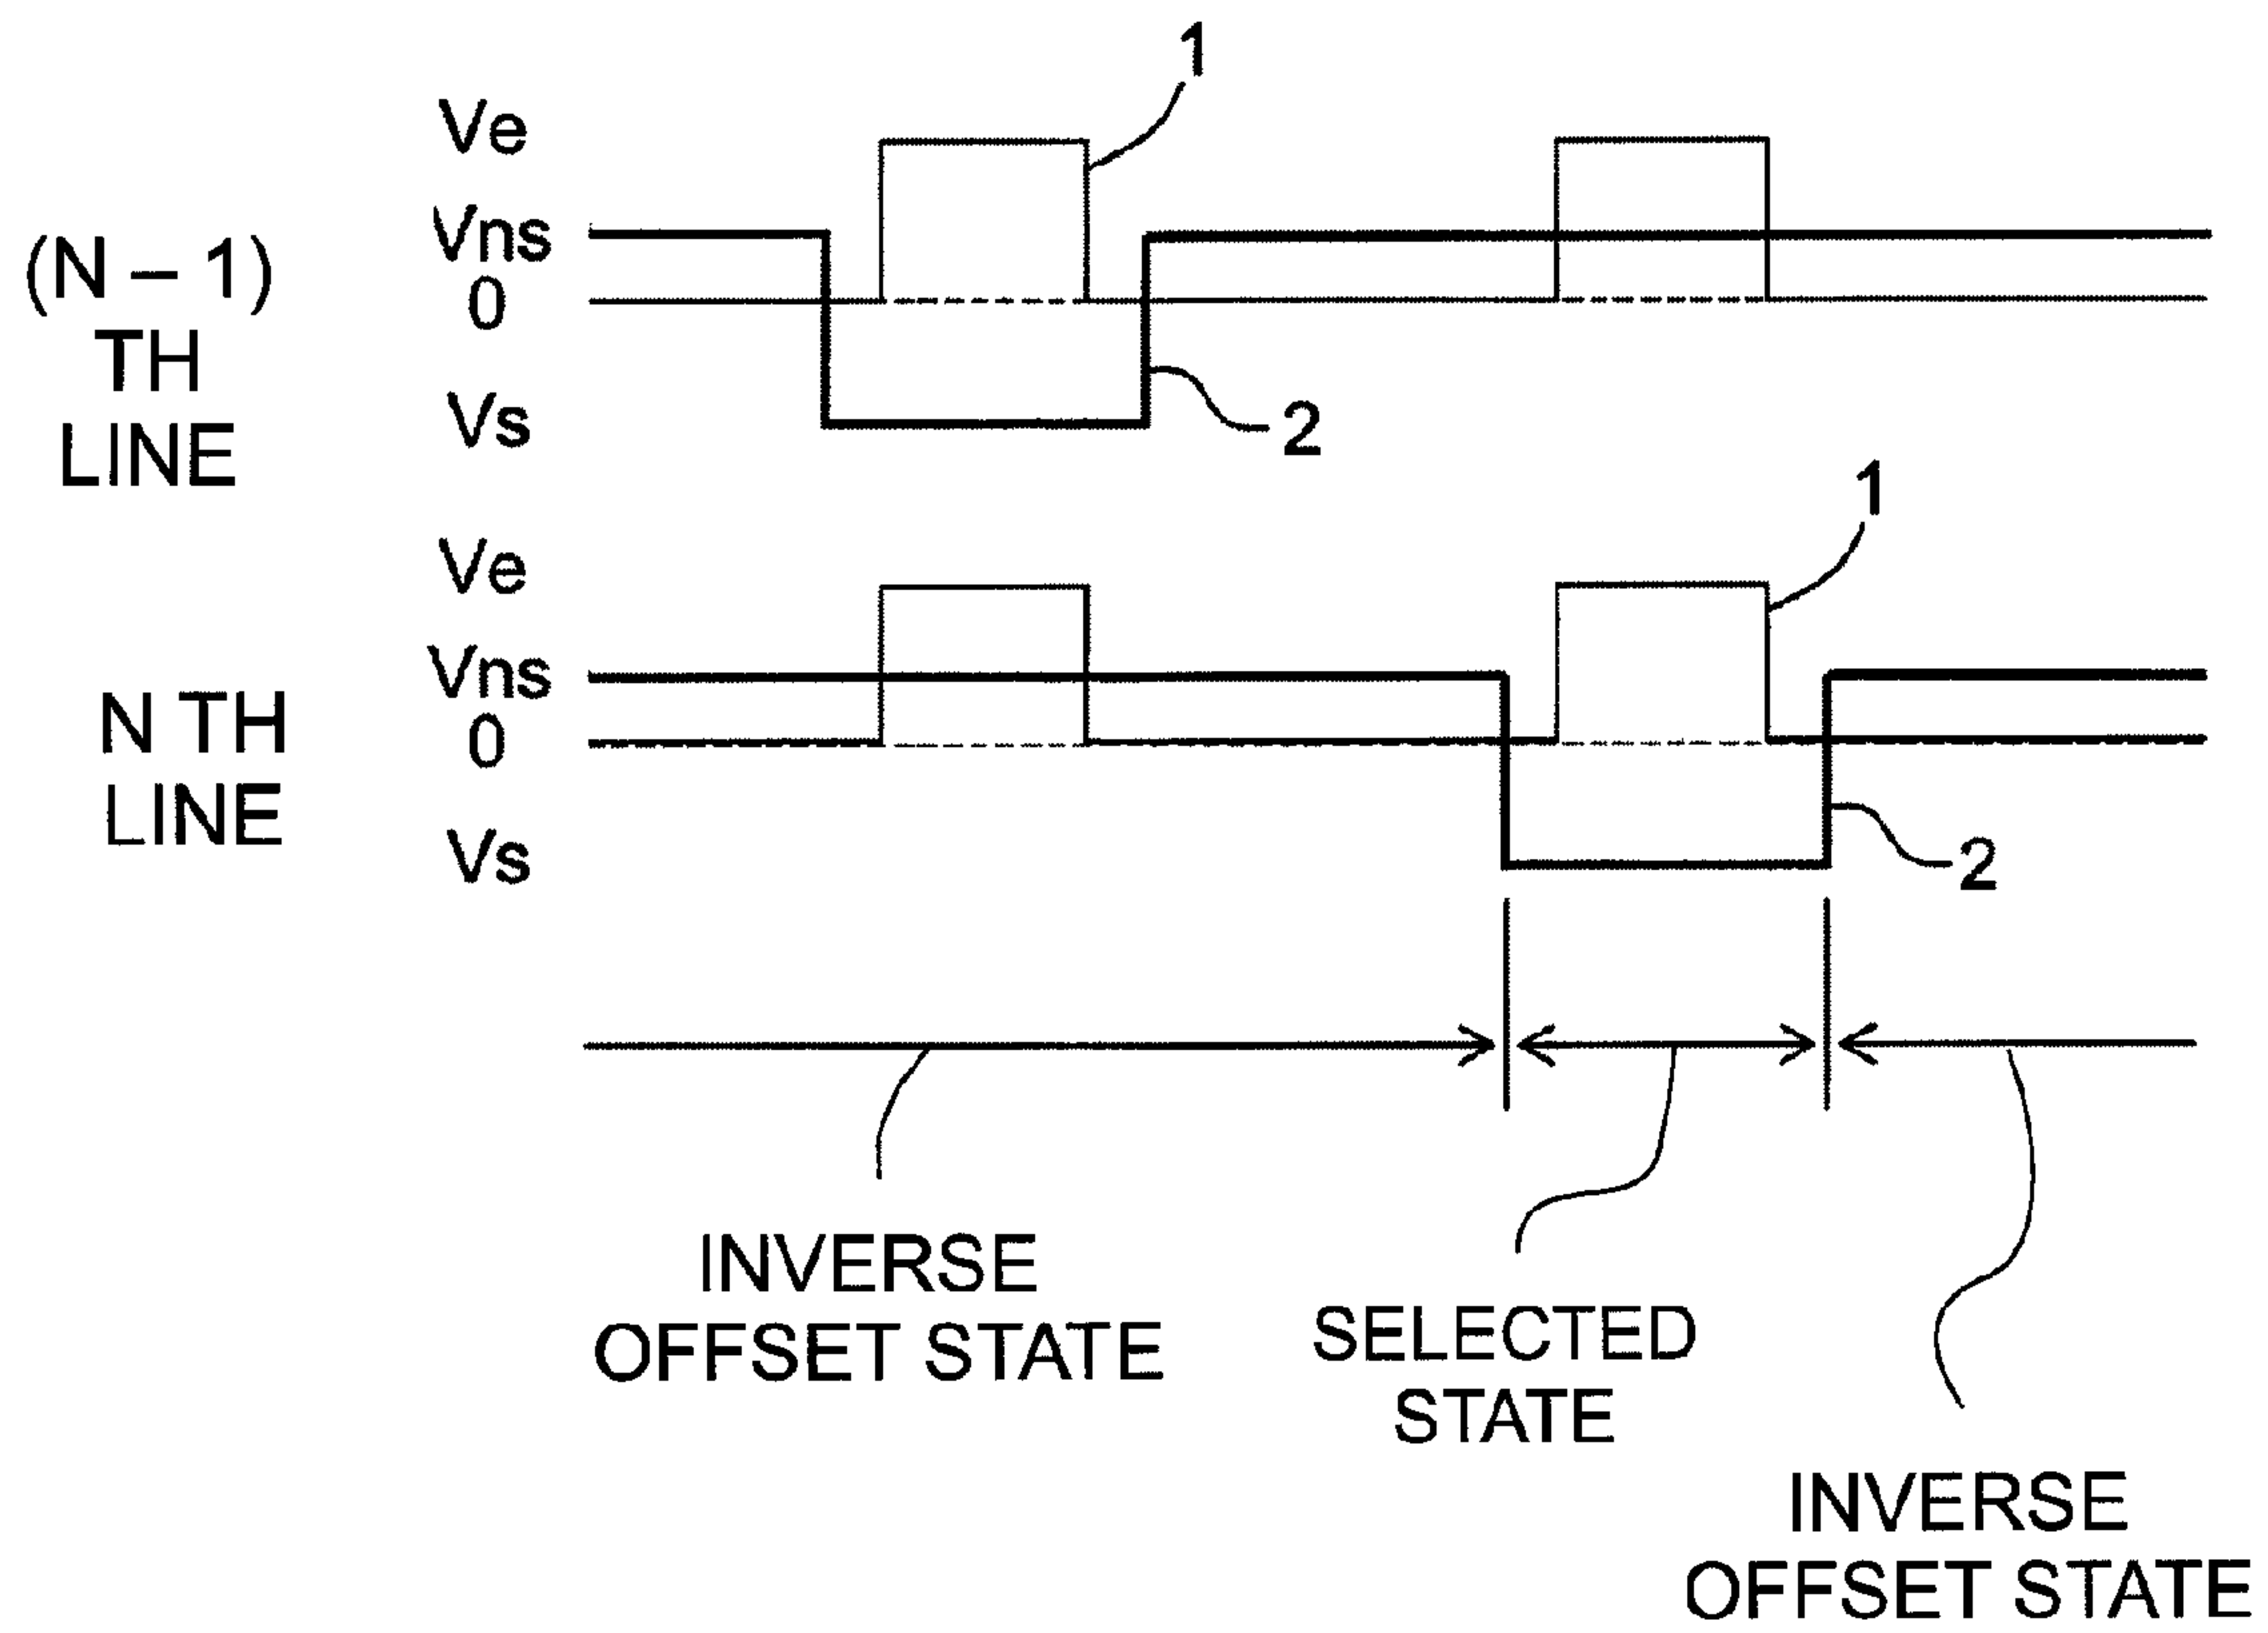 1
Ve
Vns
(N – 1)
0
TH
LINE
Vs
2
1
Ve
Vns
N TH
0
LINE
Vs
2
INVERSE
OFFSET STATE
SELECTED
STATE
INVERSE
OFFSET STATE